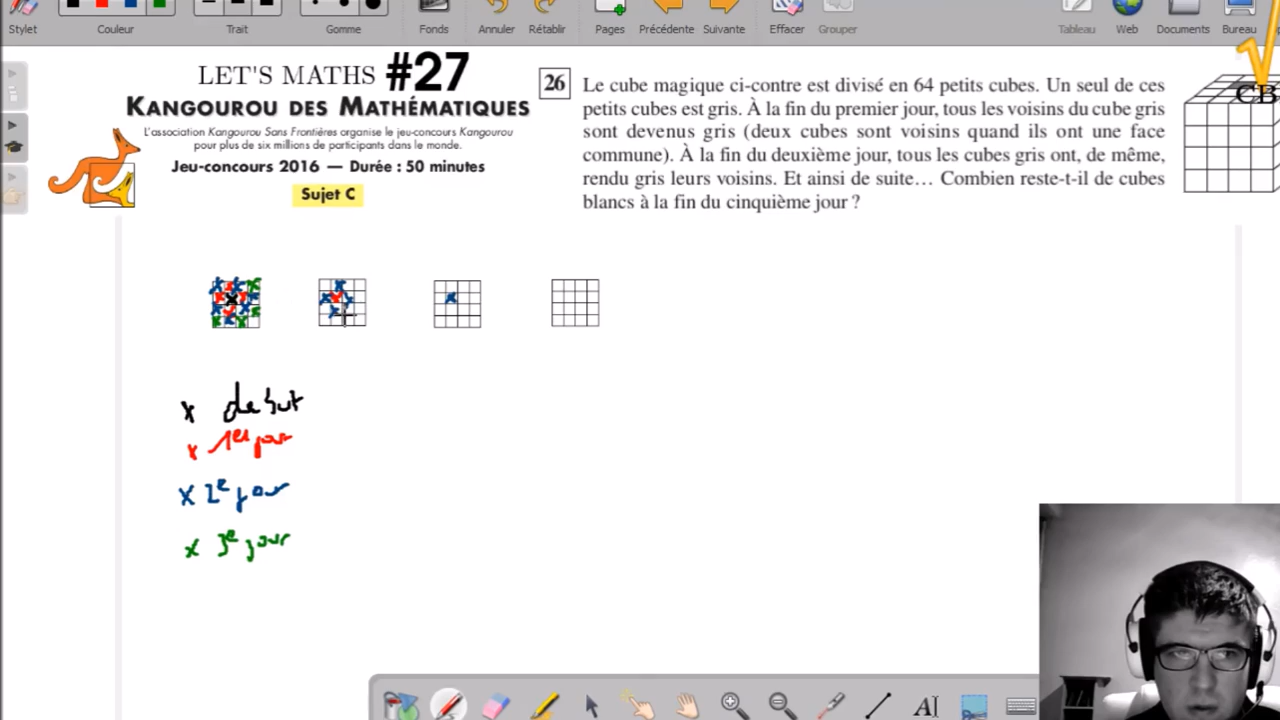 Stylet Couleur Trait Gomme Fonds Annuler Rétablir Pages Précédente Suivante Effacer Grouper Tableau Web Documents Bureau
LET'S MATHS #27
KANGOUROU DES MATHÉMATIQUES
L'association Kangourou Sans Frontières organise le jeu-concours Kangourou
pour plus de six millions de participants dans le monde.
Jeu-concours 2016 — Durée : 50 minutes
Sujet C
26 Le cube magique ci-contre est divisé en 64 petits cubes. Un seul de ces
petits cubes est gris. À la fin du premier jour, tous les voisins du cube gris
sont devenus gris (deux cubes sont voisins quand ils ont une face
commune). À la fin du deuxième jour, tous les cubes gris ont, de même,
rendu gris leurs voisins. Et ainsi de suite… Combien reste-t-il de cubes
blancs à la fin du cinquième jour ?
CB
x debut
x 1er jour
x 2e jour
x 3e jour